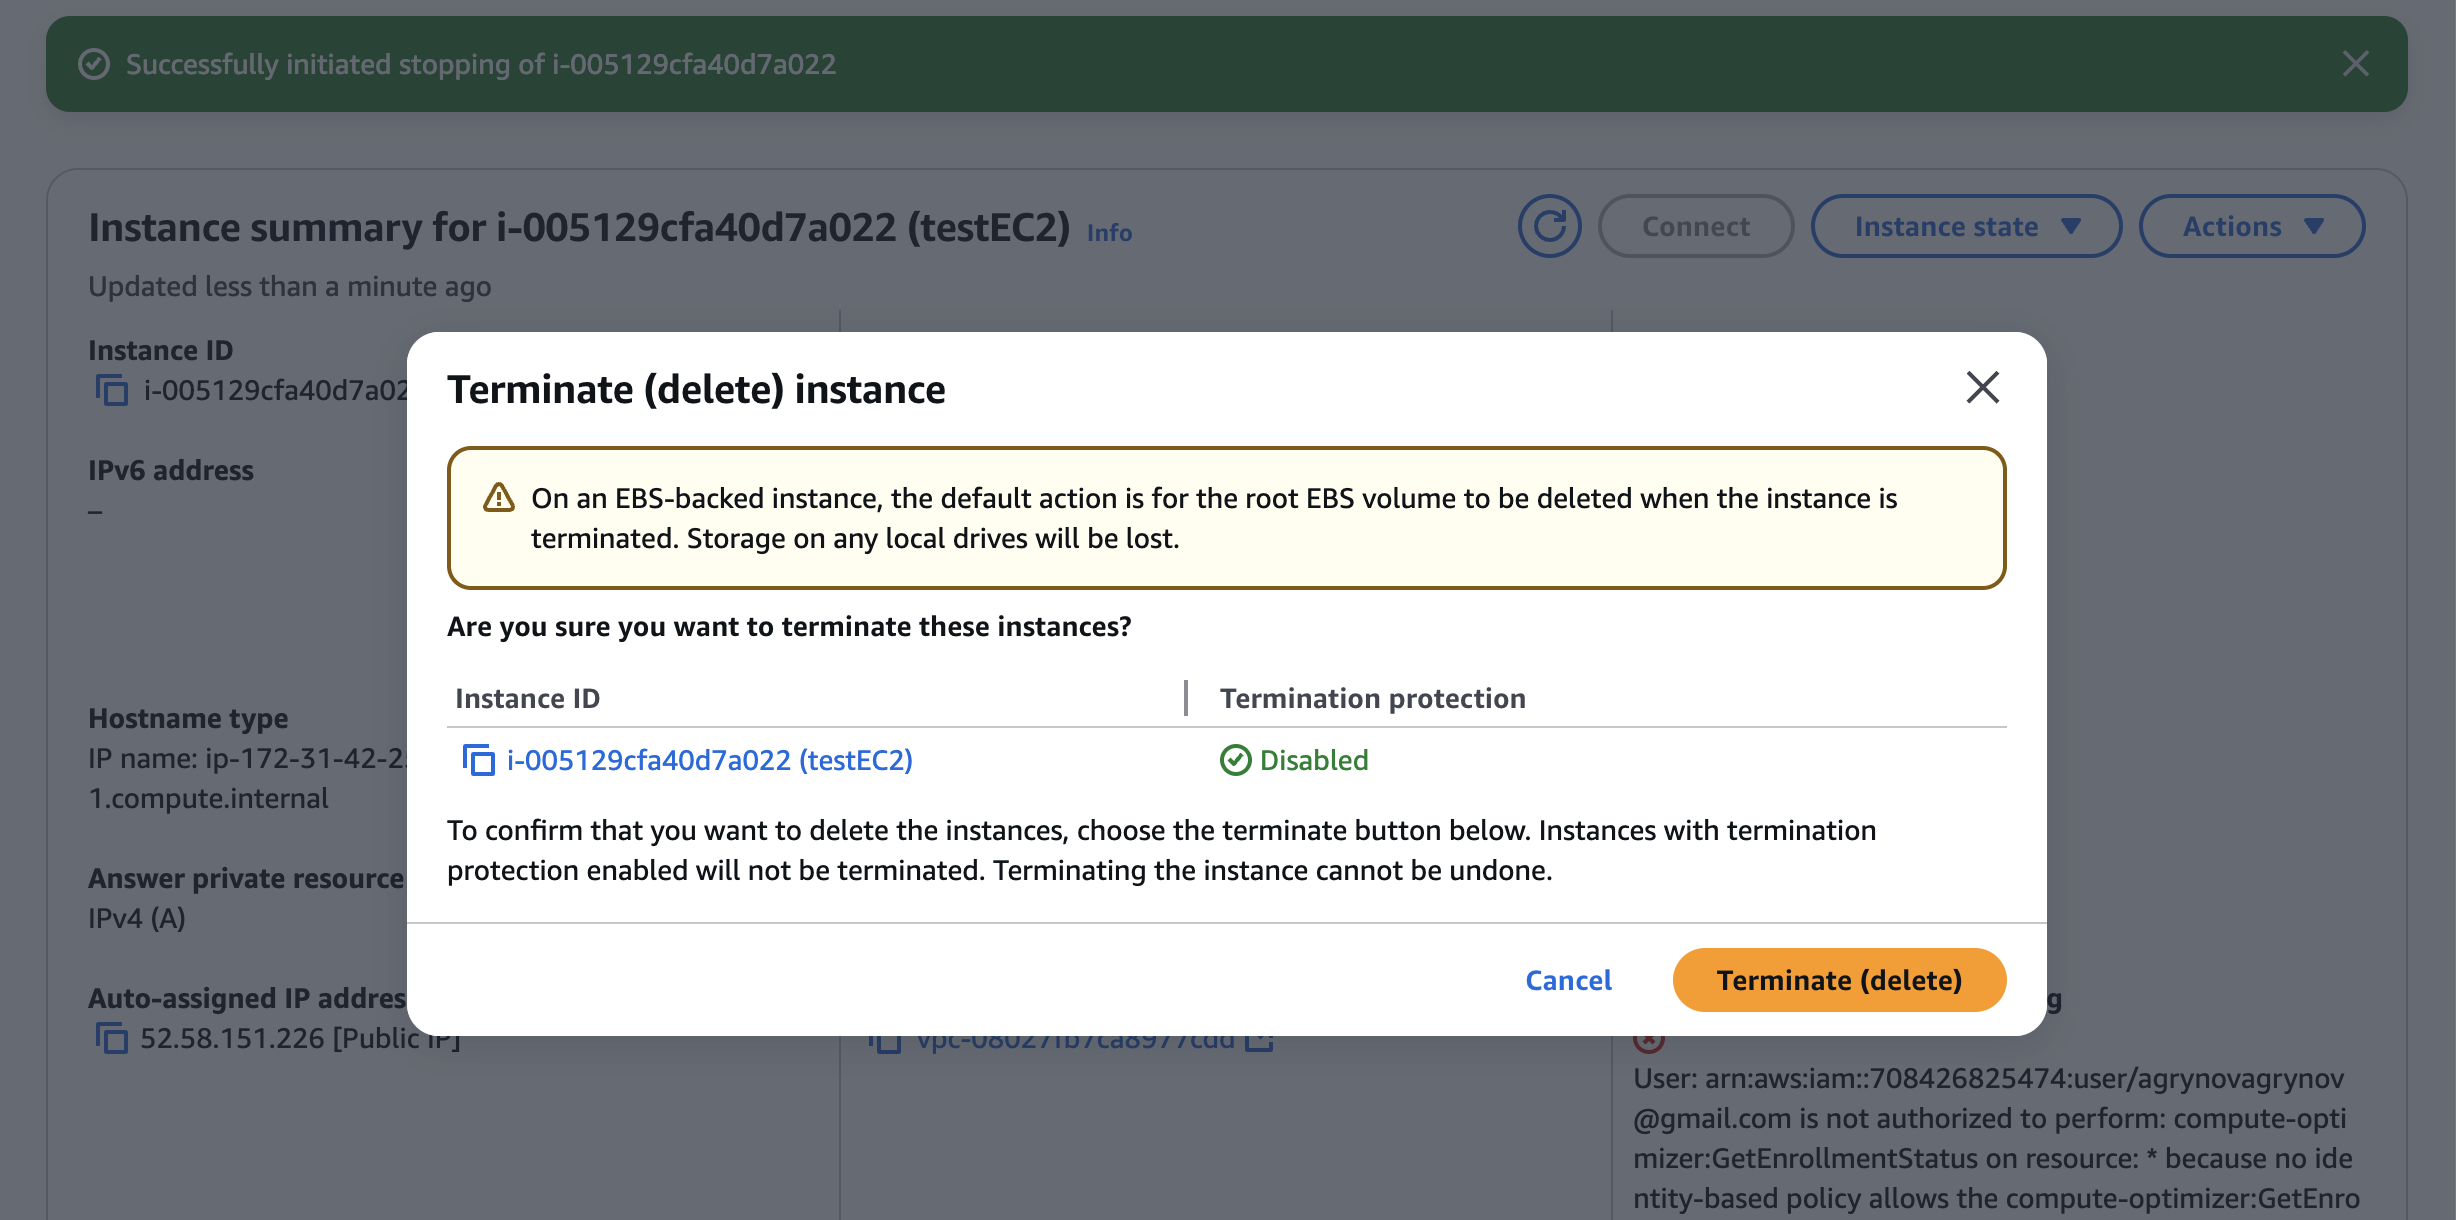 Successfully initiated stopping of i-005129cfa40d7a022
Instance summary for i-005129cfa40d7a022 (testEC2) Info
Connect
Instance state
Actions
Updated less than a minute ago
Instance ID
i-005129cfa40d7a02
IPv6 address
–
Hostname type
IP name: ip-172-31-42-2
1.compute.internal
Answer private resource
IPv4 (A)
Auto-assigned IP addres
52.58.151.226 [Public IP]
Terminate (delete) instance
On an EBS-backed instance, the default action is for the root EBS volume to be deleted when the instance is
terminated. Storage on any local drives will be lost.
Are you sure you want to terminate these instances?
Instance ID
Termination protection
i-005129cfa40d7a022 (testEC2)
Disabled
To confirm that you want to delete the instances, choose the terminate button below. Instances with termination
protection enabled will not be terminated. Terminating the instance cannot be undone.
Cancel
Terminate (delete)
vpc-08027fb7ca8977cdd
g
User: arn:aws:iam::708426825474:user/agrynovagrynov
@gmail.com is not authorized to perform: compute-opti
mizer:GetEnrollmentStatus on resource: * because no ide
ntity-based policy allows the compute-optimizer:GetEnro